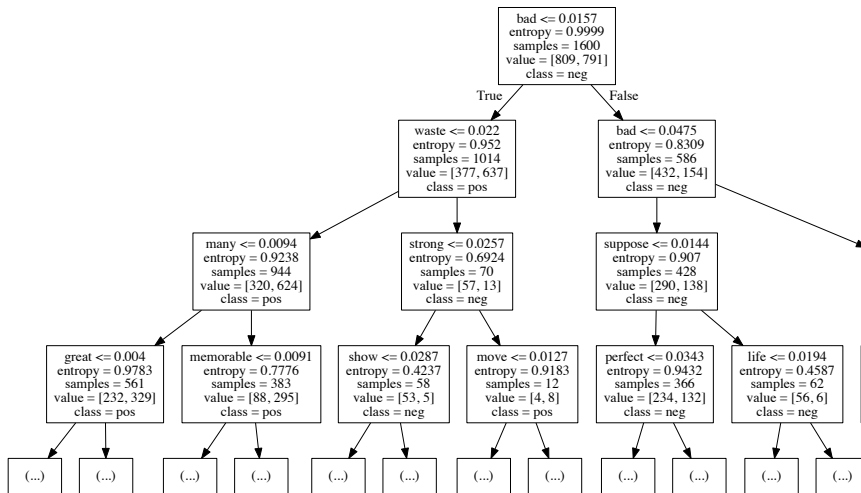 bad <= 0.0157
entropy = 0.9999
samples = 1600
value = [809, 791]
class = neg
True
False
waste <= 0.022
entropy = 0.952
samples = 1014
value = [377, 637]
class = pos
bad <= 0.0475
entropy = 0.8309
samples = 586
value = [432, 154]
class = neg
many <= 0.0094
entropy = 0.9238
samples = 944
value = [320, 624]
class = pos
strong <= 0.0257
entropy = 0.6924
samples = 70
value = [57, 13]
class = neg
suppose <= 0.0144
entropy = 0.907
samples = 428
value = [290, 138]
class = neg
great <= 0.004
entropy = 0.9783
samples = 561
value = [232, 329]
class = pos
memorable <= 0.0091
entropy = 0.7776
samples = 383
value = [88, 295]
class = pos
show <= 0.0287
entropy = 0.4237
samples = 58
value = [53, 5]
class = neg
move <= 0.0127
entropy = 0.9183
samples = 12
value = [4, 8]
class = pos
perfect <= 0.0343
entropy = 0.9432
samples = 366
value = [234, 132]
class = neg
life <= 0.0194
entropy = 0.4587
samples = 62
value = [56, 6]
class = neg
(...)
(...)
(...)
(...)
(...)
(...)
(...)
(...)
(...)
(...)
(...)
(...)